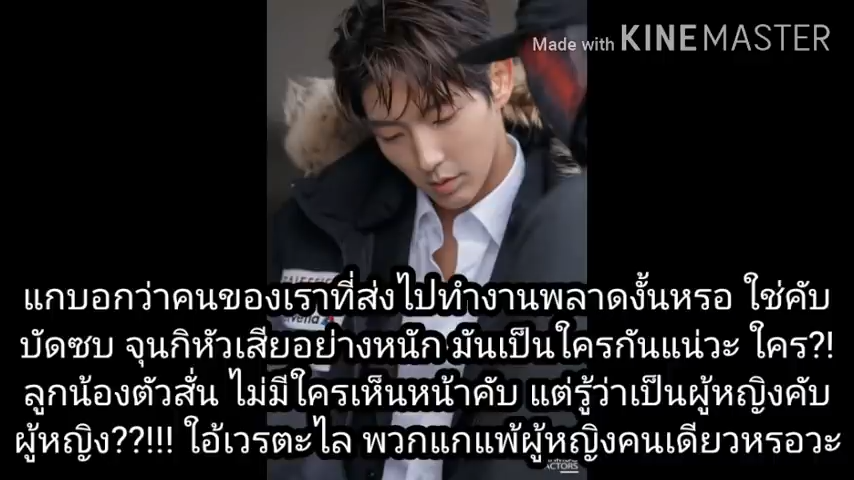 Made with KINEMASTER
แกบอกว่าคนของเราที่ส่งไปทำงานพลาดงั้นหรอ ใช่คับ
บัดซบ จุนกิหัวเสียอย่างหนัก มันเป็นใครกันแน่วะ ใคร?!
ลูกน้องตัวสั่น ไม่มีใครเห็นหน้าคับ แต่รู้ว่าเป็นผู้หญิงคับ
ผู้หญิง??!!! ใอ้เวรตะไล พวกแกแพ้ผู้หญิงคนเดียวหรอวะ
ACTORS